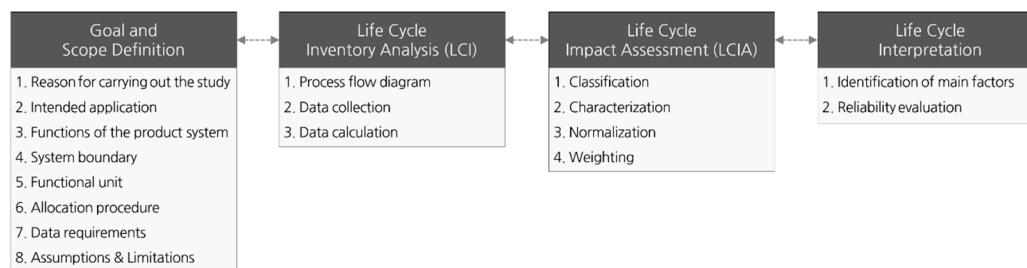 Goal and
Scope Definition
1. Reason for carrying out the study
2. Intended application
3. Functions of the product system
4. System boundary
5. Functional unit
6. Allocation procedure
7. Data requirements
8. Assumptions & Limitations
Life Cycle
Inventory Analysis (LCI)
1. Process flow diagram
2. Data collection
3. Data calculation
Life Cycle
Impact Assessment (LCIA)
1. Classification
2. Characterization
3. Normalization
4. Weighting
Life Cycle
Interpretation
1. Identification of main factors
2. Reliability evaluation